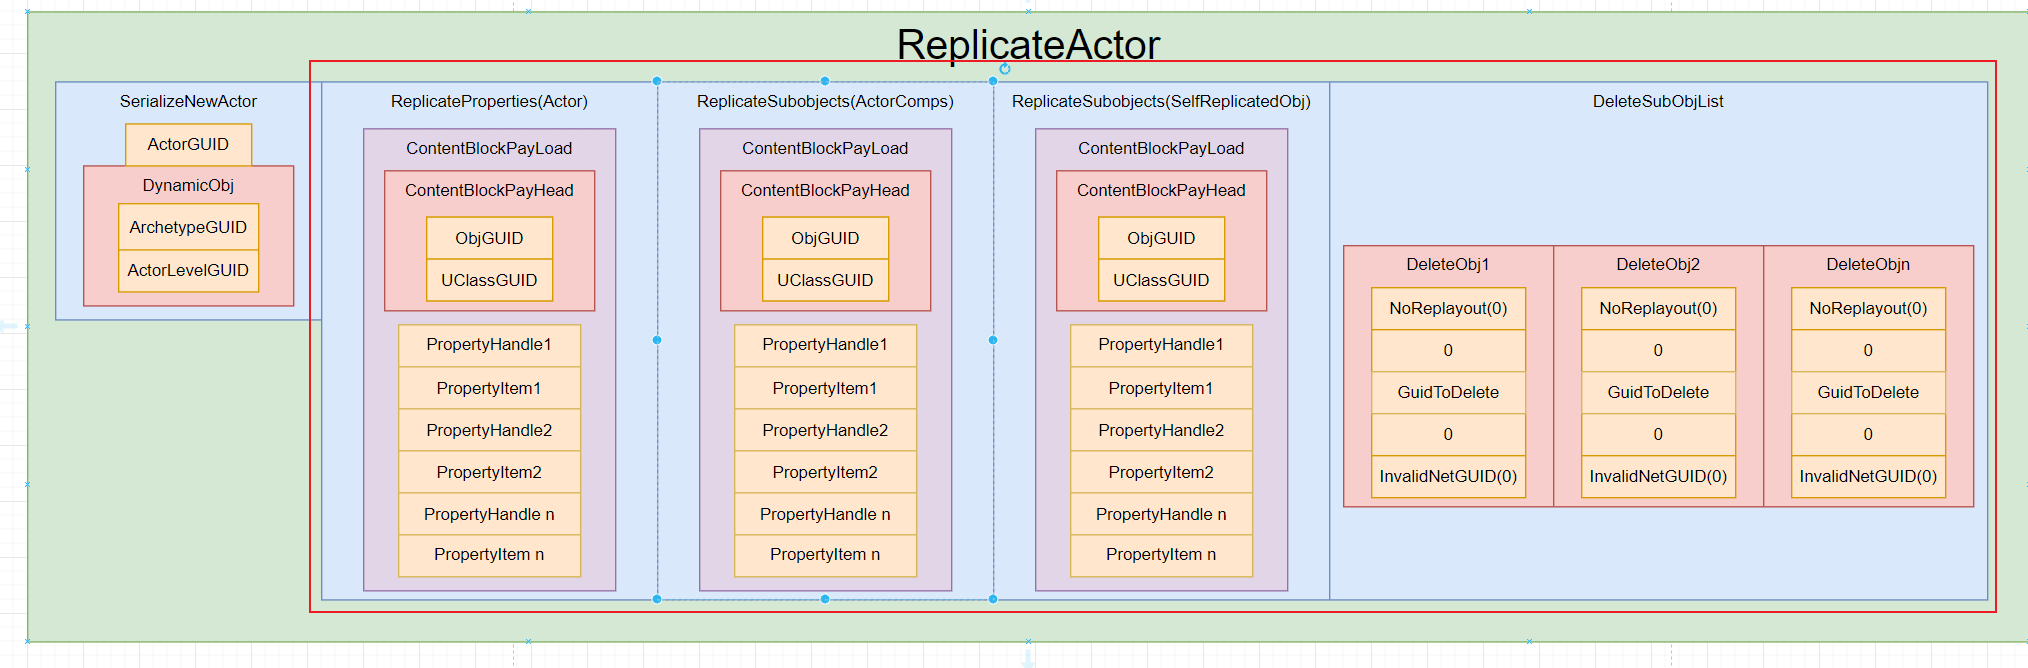 ReplicateActor
SerializeNewActor
ActorGUID
DynamicObj
ArchetypeGUID
ActorLevelGUID
ReplicateProperties(Actor)
ContentBlockPayLoad
ContentBlockPayHead
ObjGUID
UClassGUID
PropertyHandle1
PropertyItem1
PropertyHandle2
PropertyItem2
PropertyHandle n
PropertyItem n
ReplicateSubobjects(ActorComps)
ContentBlockPayLoad
ContentBlockPayHead
ObjGUID
UClassGUID
PropertyHandle1
PropertyItem1
PropertyHandle2
PropertyItem2
PropertyHandle n
PropertyItem n
ReplicateSubobjects(SelfReplicatedObj)
ContentBlockPayLoad
ContentBlockPayHead
ObjGUID
UClassGUID
PropertyHandle1
PropertyItem1
PropertyHandle2
PropertyItem2
PropertyHandle n
PropertyItem n
DeleteSubObjList
DeleteObj1
NoReplayout(0)
0
GuidToDelete
0
InvalidNetGUID(0)
DeleteObj2
NoReplayout(0)
0
GuidToDelete
0
InvalidNetGUID(0)
DeleteObjn
NoReplayout(0)
0
GuidToDelete
0
InvalidNetGUID(0)